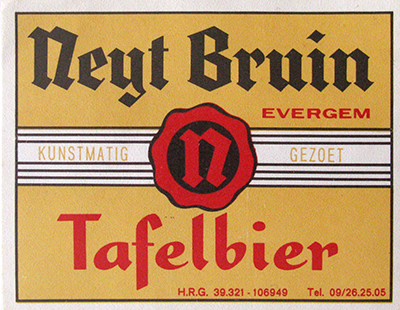 Neyt Bruin
EVERGEM
KUNSTMATIG n GEZOET
Tafelbier
H.R.G. 39.321 - 106949 Tel. 09/26.25.05